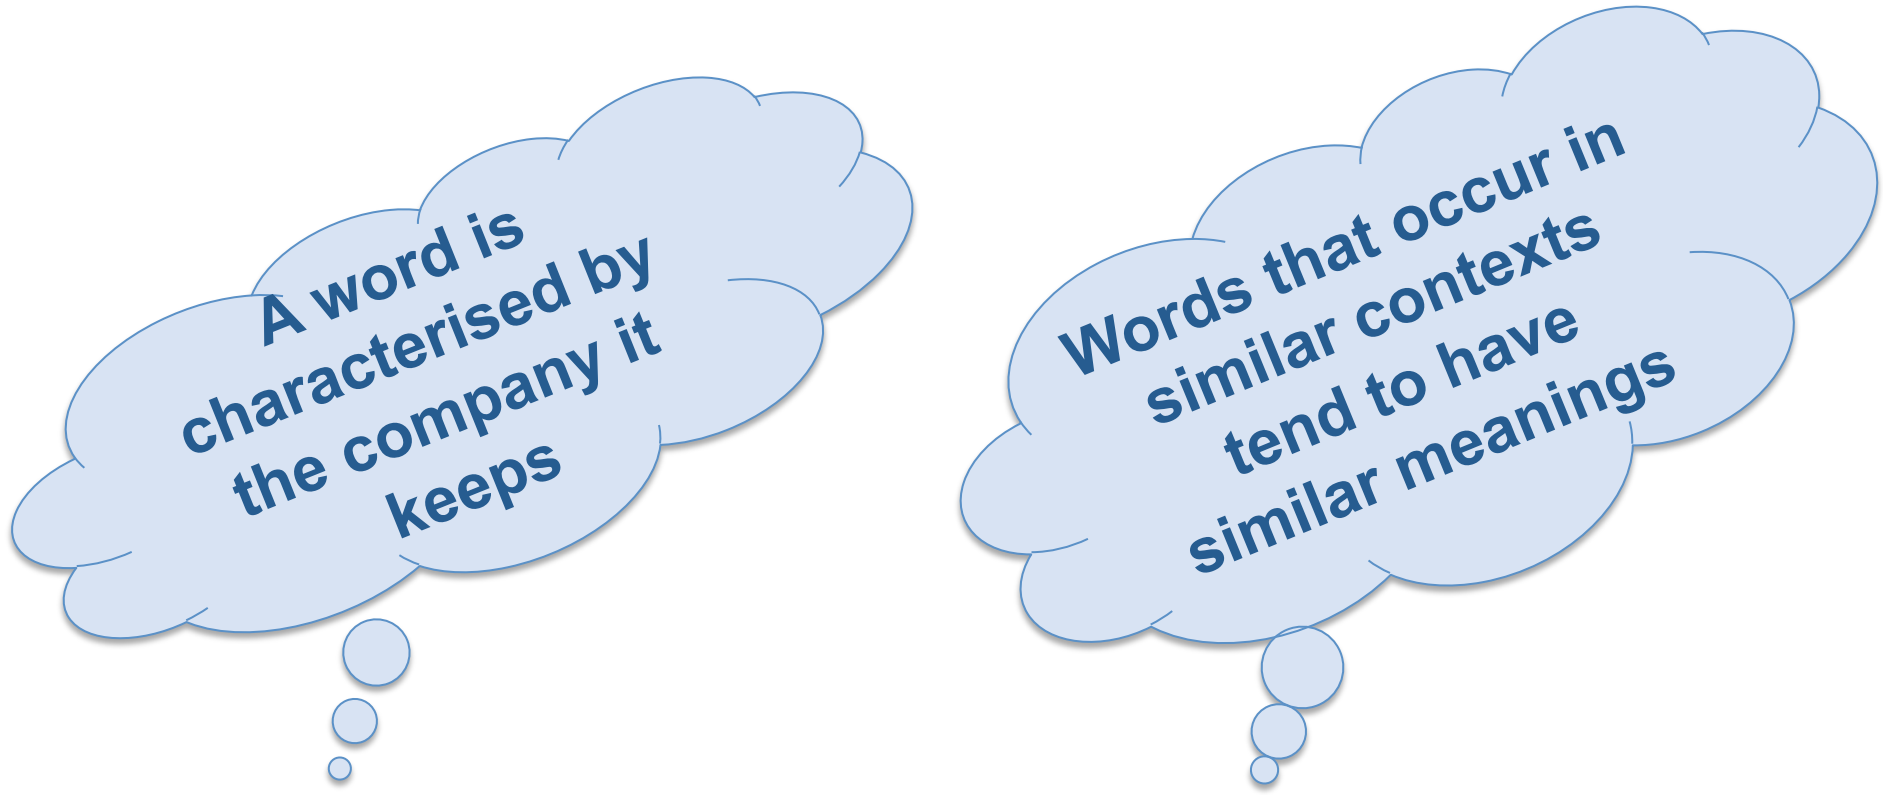 A word is
characterised by
the company it
keeps
Words that occur in
similar contexts
tend to have
similar meanings